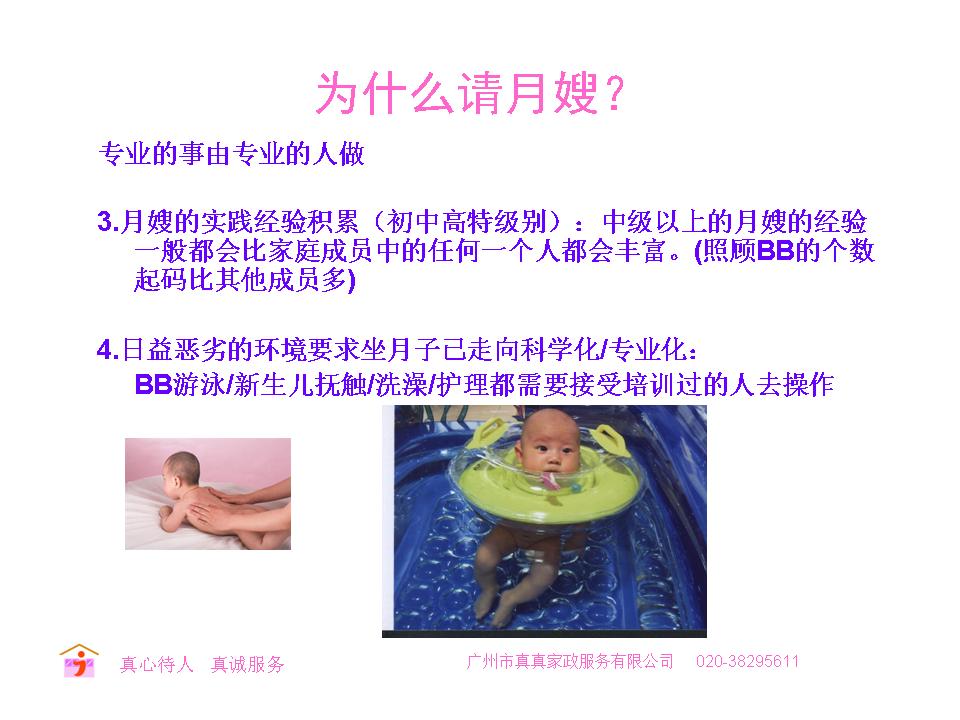 为什么请月嫂？
专业的事由专业的人做
3.月嫂的实践经验积累（初中高特级别）：中级以上的月嫂的经验
一般都会比家庭成员中的任何一个人都会丰富。(照顾BB的个数
起码比其他成员多)
4.日益恶劣的环境要求坐月子已走向科学化/专业化：
BB游泳/新生儿抚触/洗澡/护理都需要接受培训过的人去操作
真心待人 真诚服务
广州市真真家政服务有限公司 020-38295611